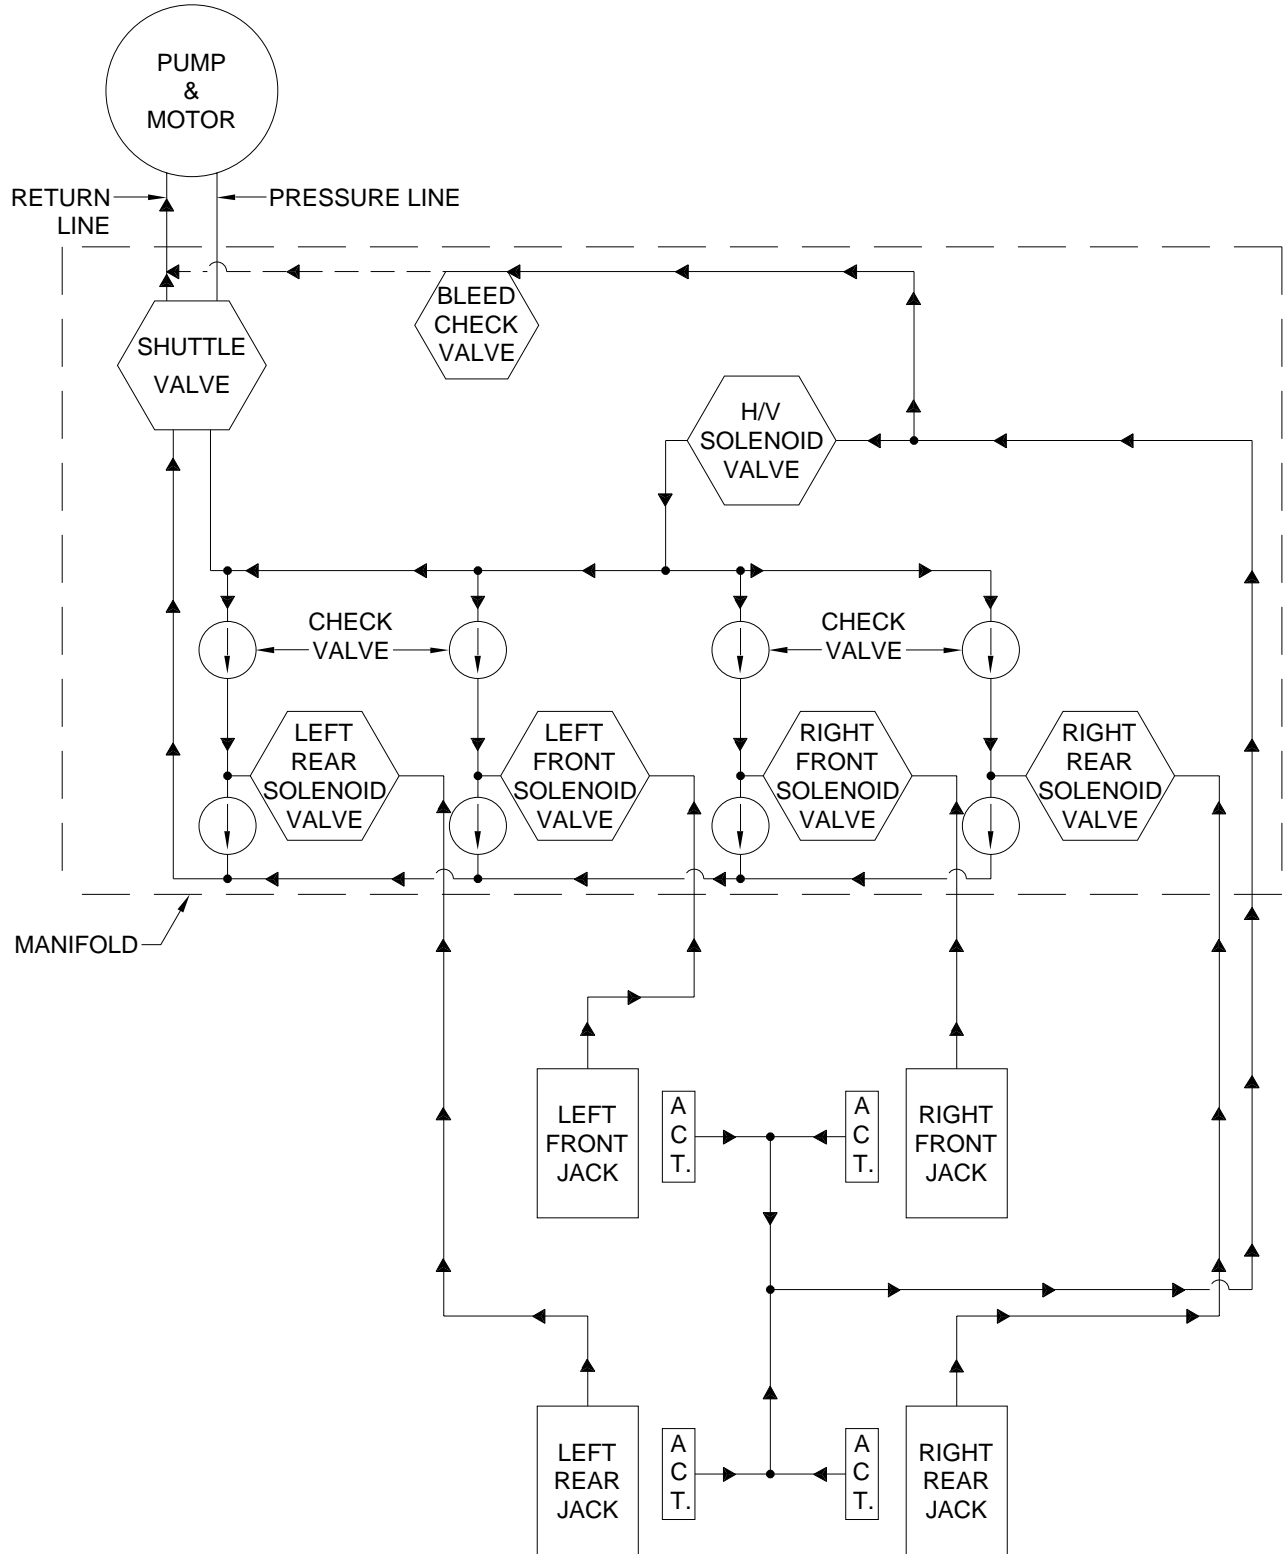 PUMP
&
MOTOR
RETURN
LINE
PRESSURE LINE
BLEED
CHECK
VALVE
SHUTTLE
VALVE
H/V
SOLENOID
VALVE
CHECK
VALVE
CHECK
VALVE
LEFT
REAR
SOLENOID
VALVE
LEFT
FRONT
SOLENOID
VALVE
RIGHT
FRONT
SOLENOID
VALVE
RIGHT
REAR
SOLENOID
VALVE
MANIFOLD
LEFT
FRONT
JACK
A
C
T.
A
C
T.
RIGHT
FRONT
JACK
LEFT
REAR
JACK
A
C
T.
A
C
T.
RIGHT
REAR
JACK